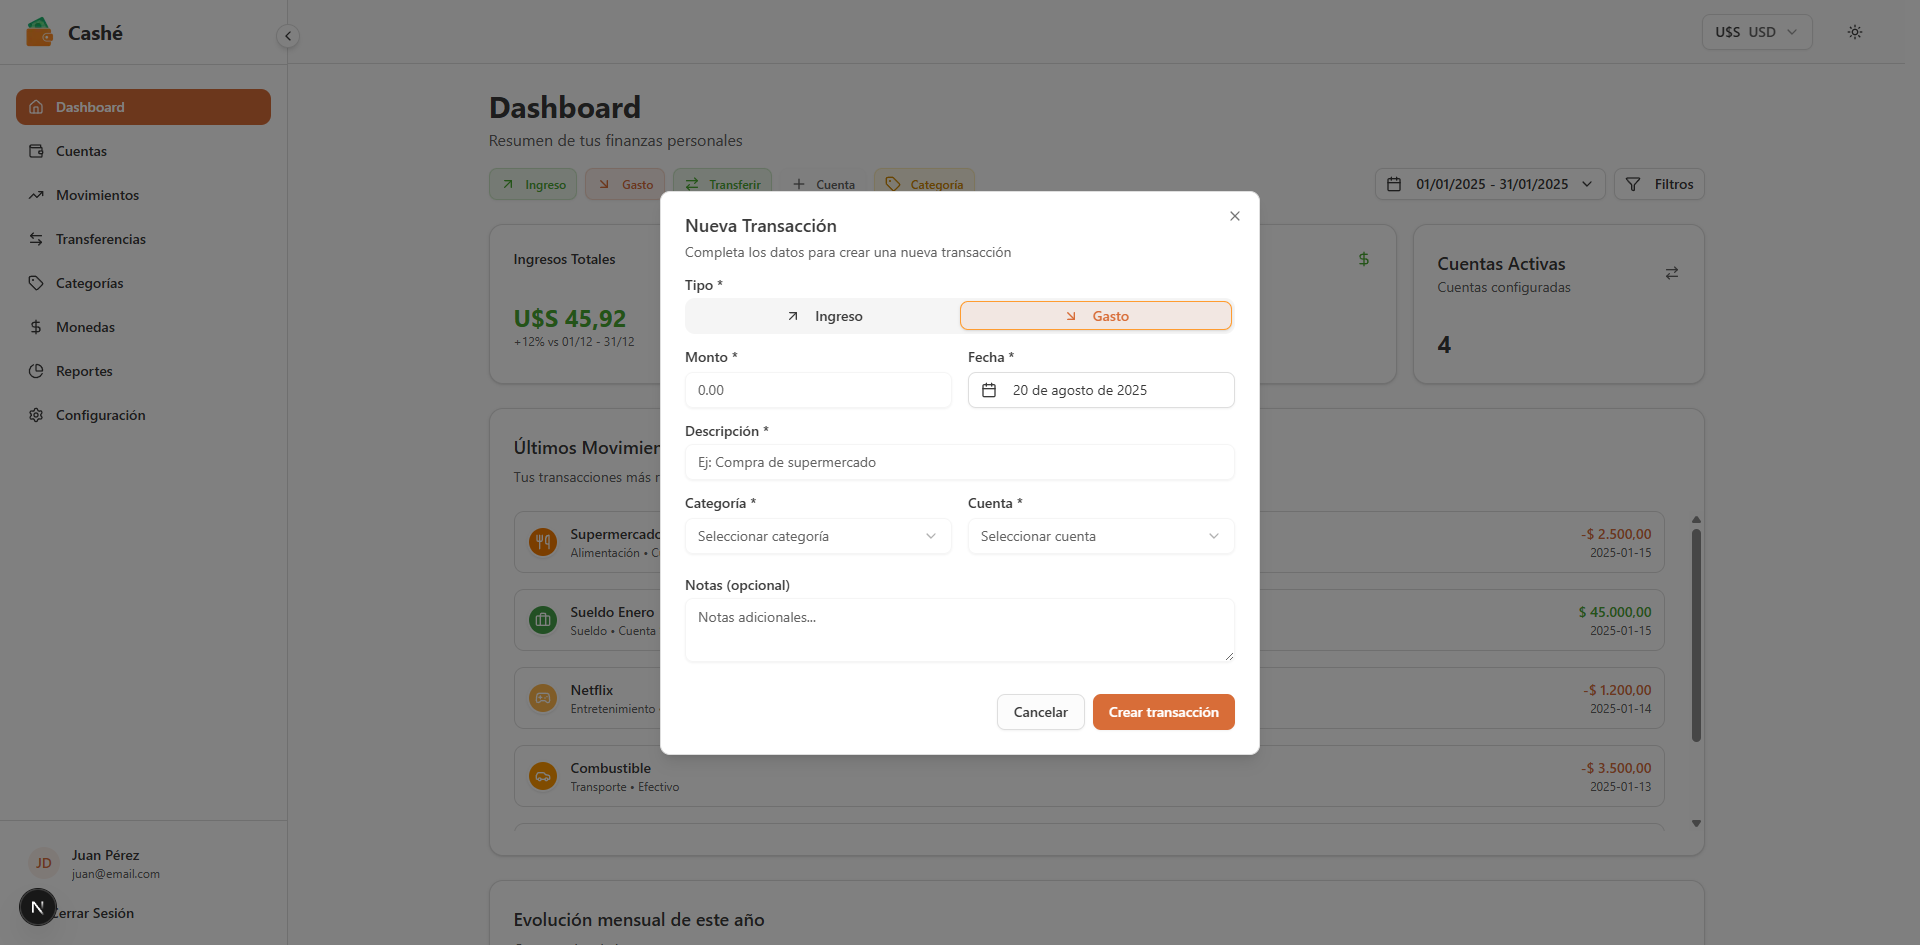 Cashé
U$S USD
Dashboard
Cuentas
Movimientos
Transferencias
Categorías
Monedas
Reportes
Configuración
Juan Pérez
JD
juan@email.com
N
errar Sesión
Dashboard
Resumen de tus finanzas personales
Ingreso
Gasto
Transferir
Cuenta
Categoría
01/01/2025 - 31/01/2025
Filtros
Ingresos Totales
$
U$S 45,92
+12% vs 01/12 - 31/12
Cuentas Activas
Cuentas configuradas
4
Nueva Transacción
Completa los datos para crear una nueva transacción
Tipo *
Ingreso
Gasto
Monto *
Fecha *
0.00
20 de agosto de 2025
Descripción *
Ej: Compra de supermercado
Categoría *
Cuenta *
Seleccionar categoría
Seleccionar cuenta
Notas (opcional)
Notas adicionales...
Cancelar
Crear transacción
Últimos Movimien
Tus transacciones más
Supermercado
-$ 2.500,00
Alimentación • C
2025-01-15
Sueldo Enero
$ 45.000,00
Sueldo • Cuenta
2025-01-15
Netflix
-$ 1.200,00
Entretenimiento
2025-01-14
Combustible
-$ 3.500,00
Transporte • Efectivo
2025-01-13
Evolución mensual de este año